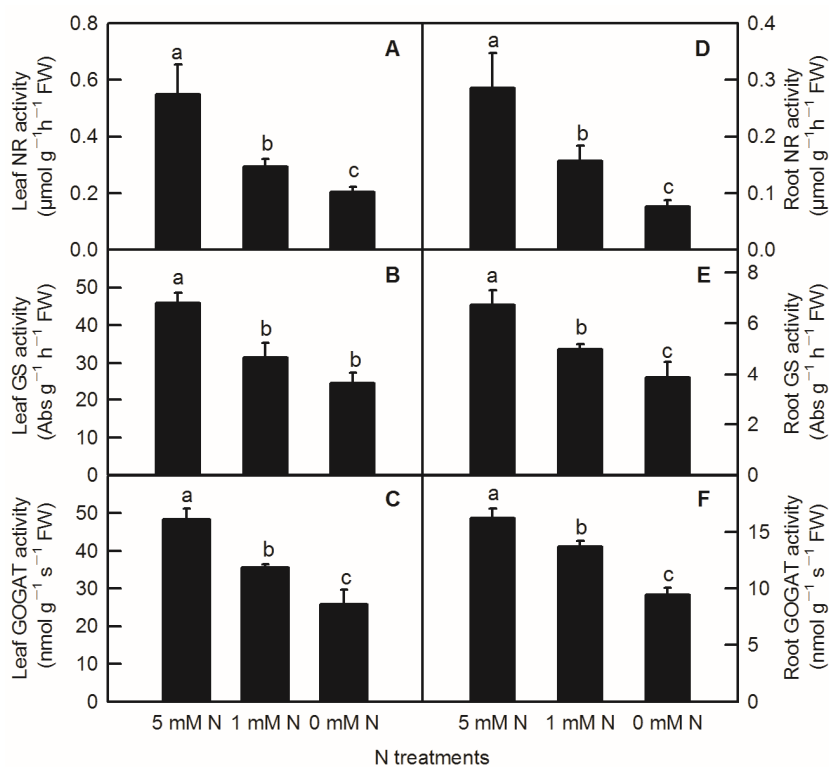 Leaf NR activity
(µmol g⁻¹h⁻¹ FW)
0.8
0.6
0.4
0.2
0.0
A
a
b
c
D
a
b
c
0.4
0.3
0.2
0.1
0.0
Root NR activity
(µmol g⁻¹h⁻¹ FW)
Leaf GS activity
(Abs g⁻¹ h⁻¹ FW)
50
40
30
20
10
0
B
a
b
b
E
a
b
c
8
6
4
2
0
Root GS activity
(Abs g⁻¹ h⁻¹ FW)
Leaf GOGAT activity
(nmol g⁻¹ s⁻¹ FW)
50
40
30
20
10
0
C
a
b
c
F
a
b
c
15
10
5
0
Root GOGAT activity
(nmol g⁻¹ s⁻¹ FW)
5 mM N 1 mM N 0 mM N 5 mM N 1 mM N 0 mM N
N treatments